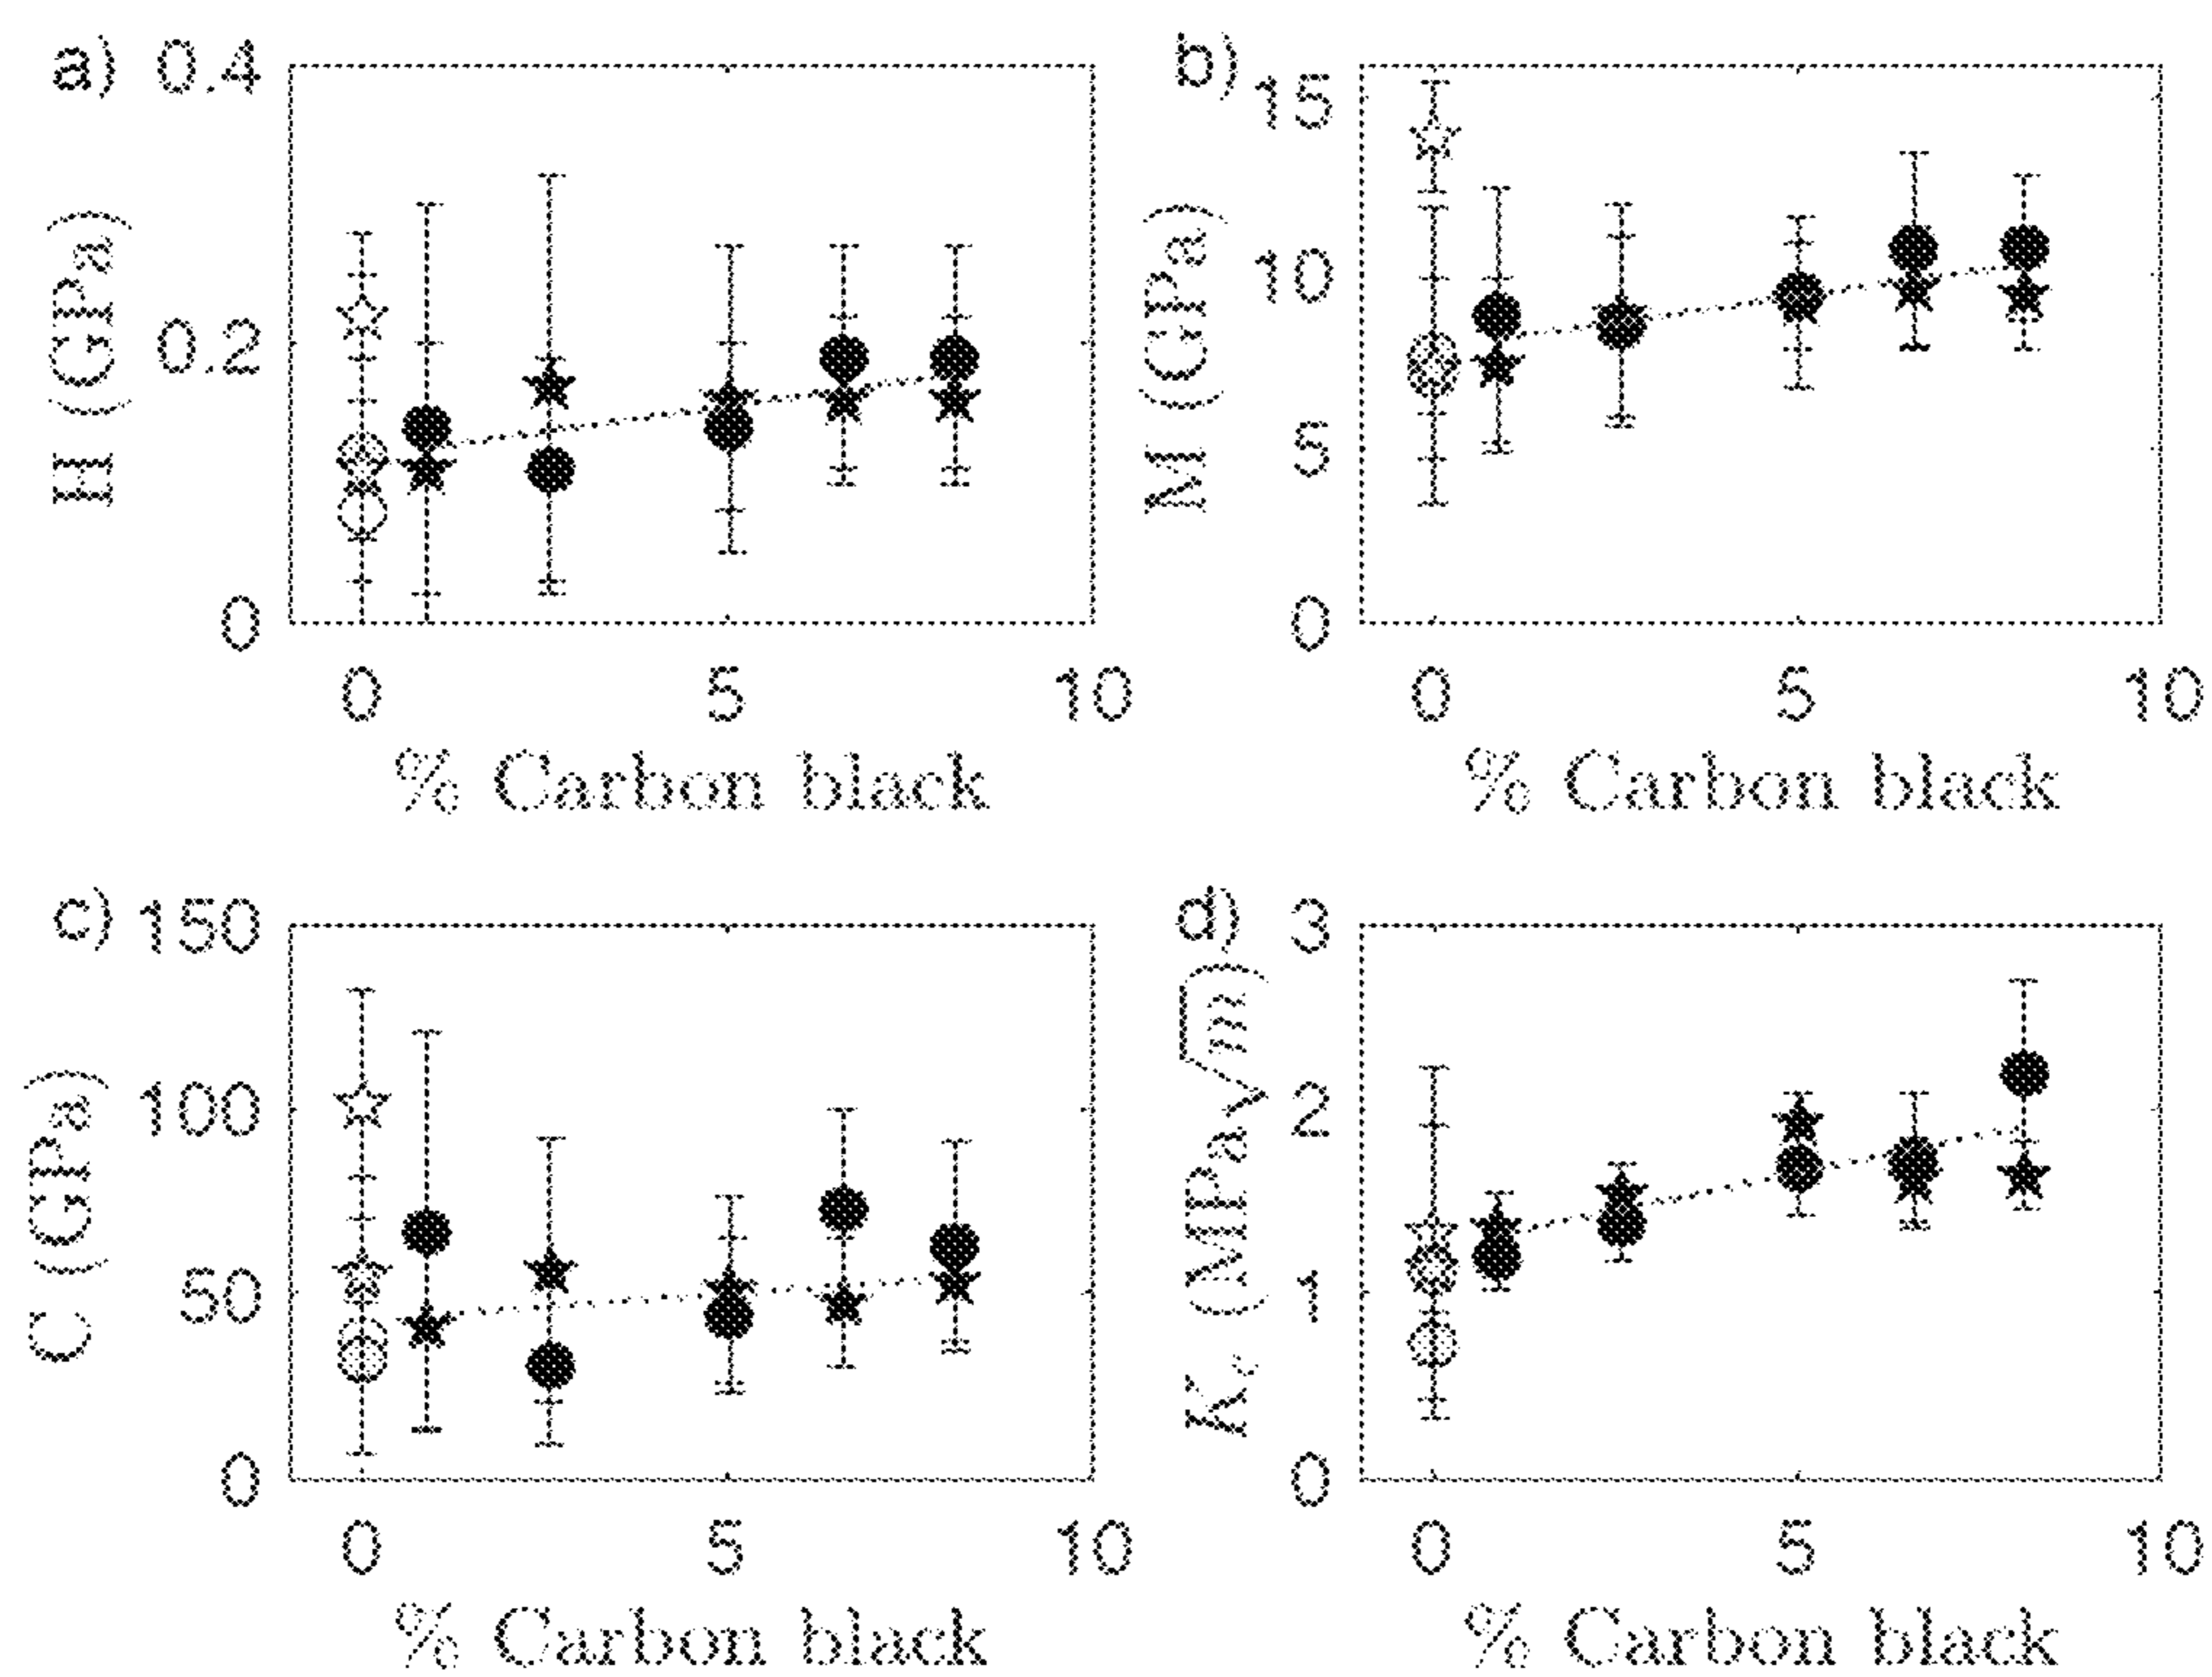 a) 0.4
0.2
0
H (GPa)
0 5 10
% Carbon black
b) 15
10
5
0
M (GPa)
0 5 10
% Carbon black
c) 150
100
50
0
C (GPa)
0 5 10
% Carbon black
d) 3
2
1
0
K_c (MPa√m)
0 5 10
% Carbon black